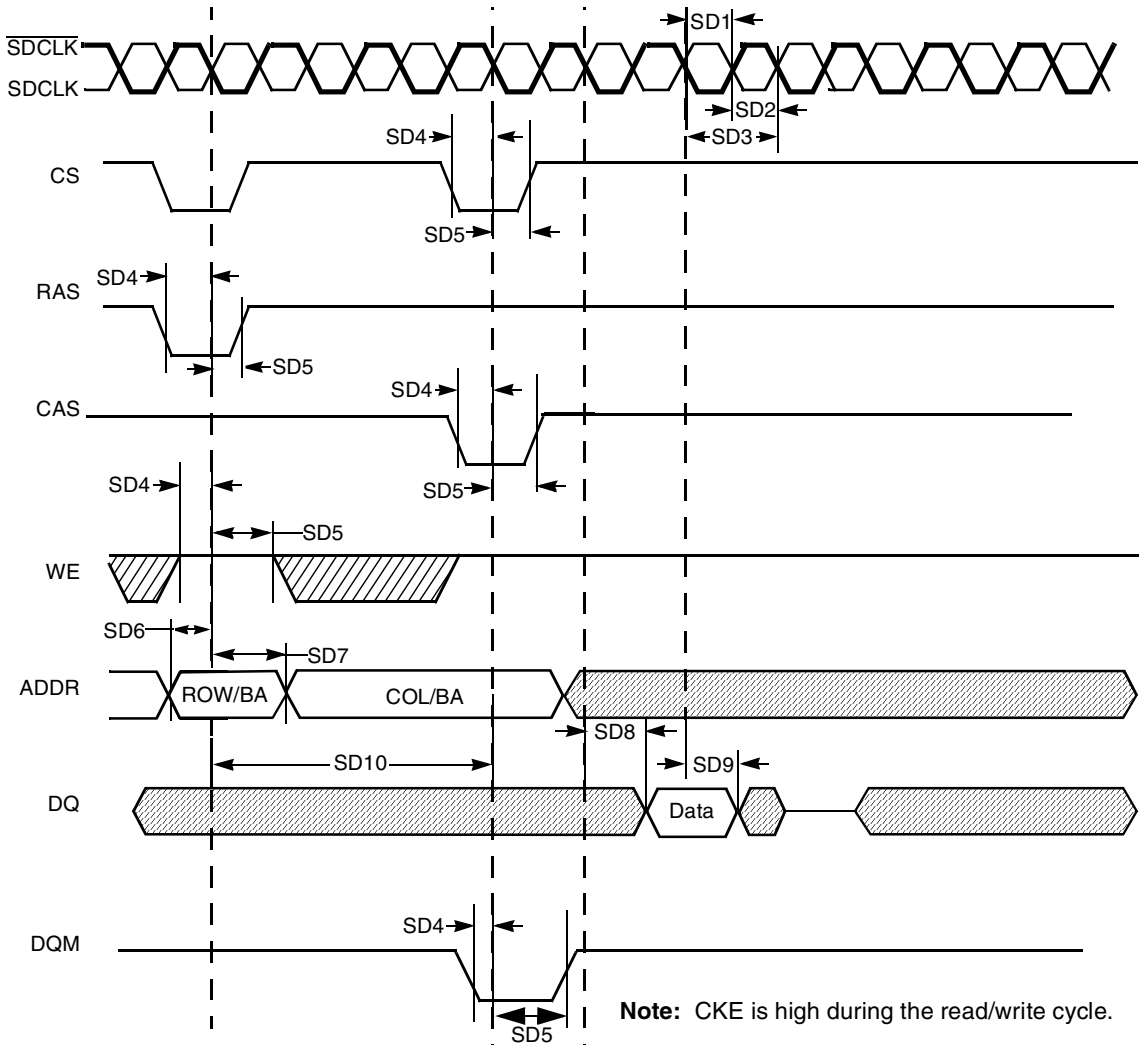 SD1
SDCLK
SDCLK
SD2
SD4
SD3
CS
SD5
SD4
RAS
SD5
SD4
CAS
SD4
SD5
SD5
WE
SD6
SD7
ADDR
ROW/BA
COL/BA
SD8
SD10
SD9
DQ
Data
SD4
DQM
Note: CKE is high during the read/write cycle.
SD5